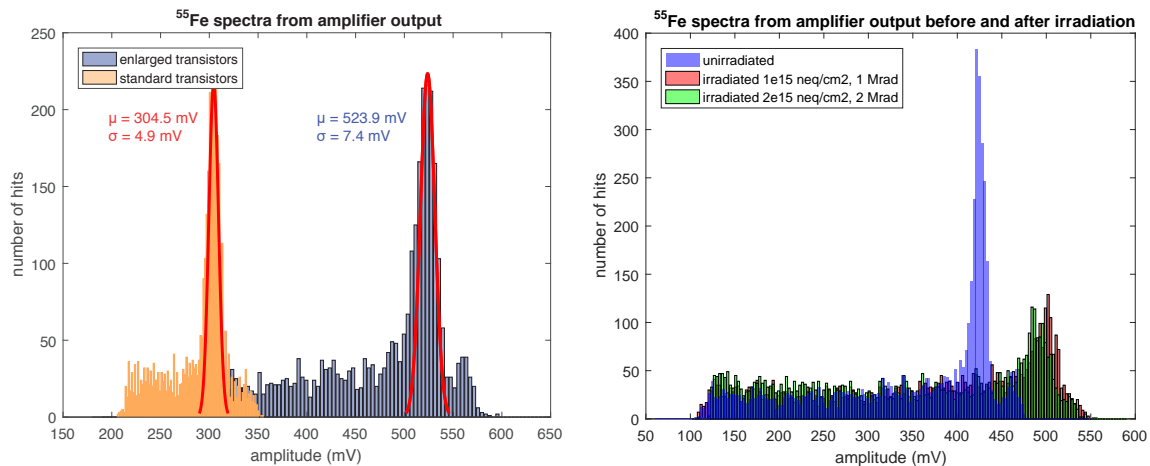 ⁵⁵Fe spectra from amplifier output
250
200
150
100
50
0
number of hits
enlarged transistors
standard transistors
μ = 304.5 mV
σ = 4.9 mV
μ = 523.9 mV
σ = 7.4 mV
150 200 250 300 350 400 450 500 550 600 650
amplitude (mV)
⁵⁵Fe spectra from amplifier output before and after irradiation
400
350
300
250
200
150
100
50
0
number of hits
unirradiated
irradiated 1e15 neq/cm2, 1 Mrad
irradiated 2e15 neq/cm2, 2 Mrad
50 100 150 200 250 300 350 400 450 500 550 600
amplitude (mV)